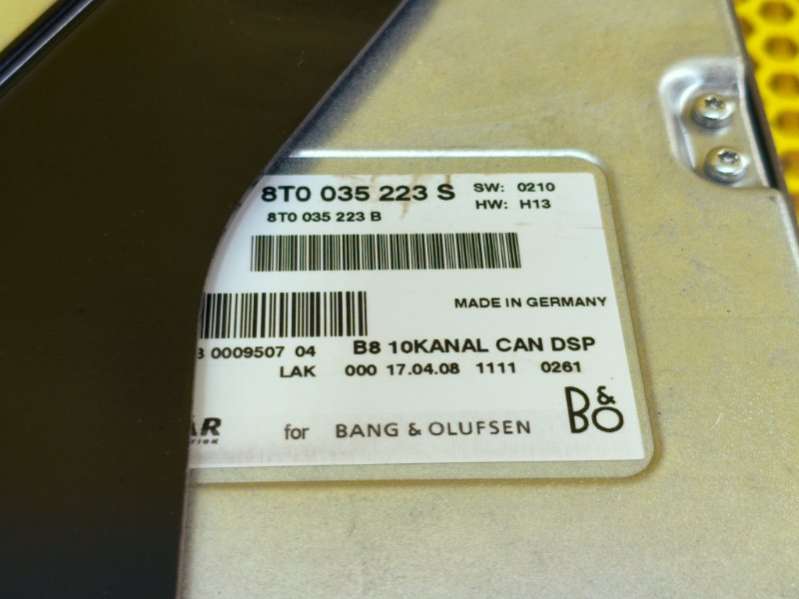 8T0 035 223 S SW: 0210
8T0 035 223 B HW: H13
MADE IN GERMANY
0009507 04 B8 10KANAL CAN DSP
LAK 000 17.04.08 1111 0261
for BANG & OLUFSEN B&O